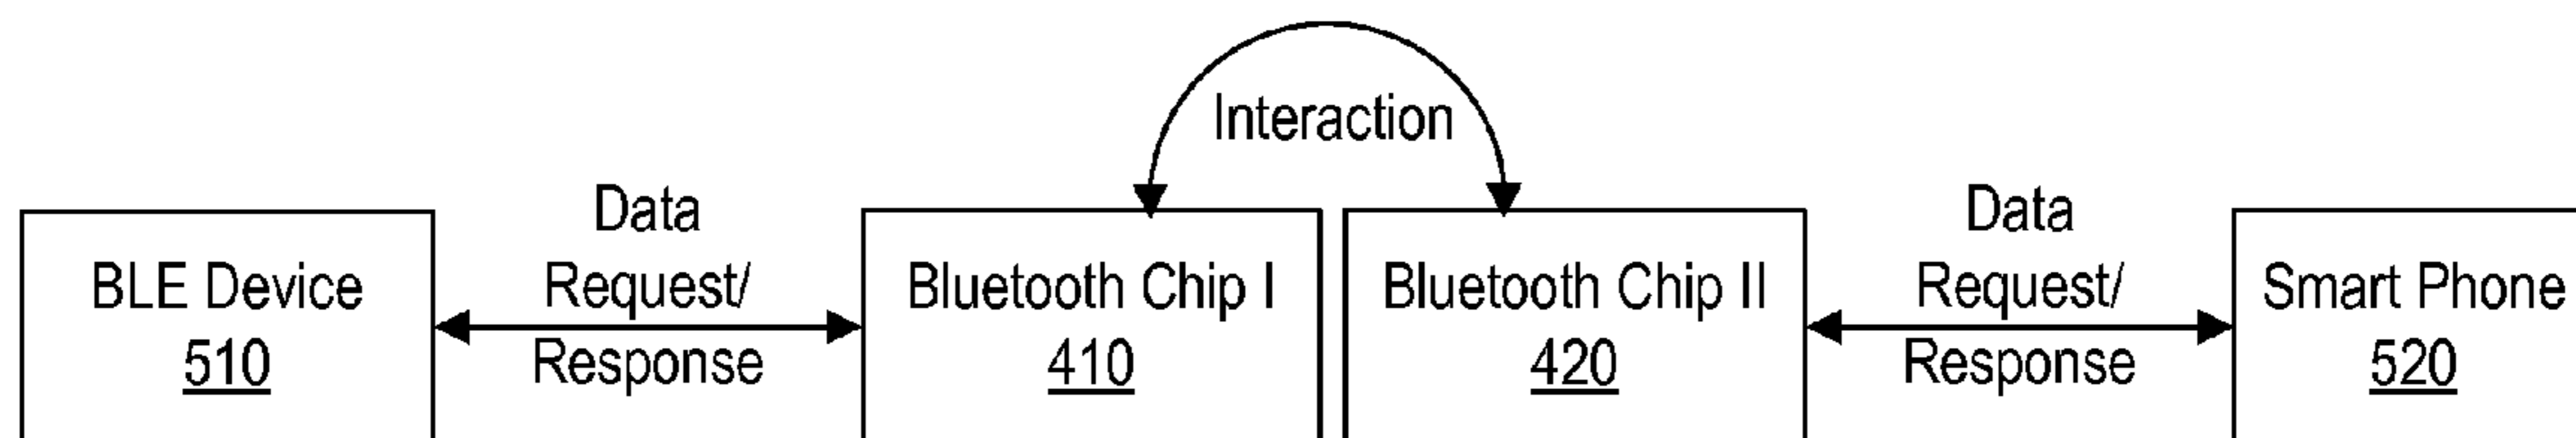 Interaction
BLE Device
510
Data
Request/
Response
Bluetooth Chip I
410
Bluetooth Chip II
420
Data
Request/
Response
Smart Phone
520